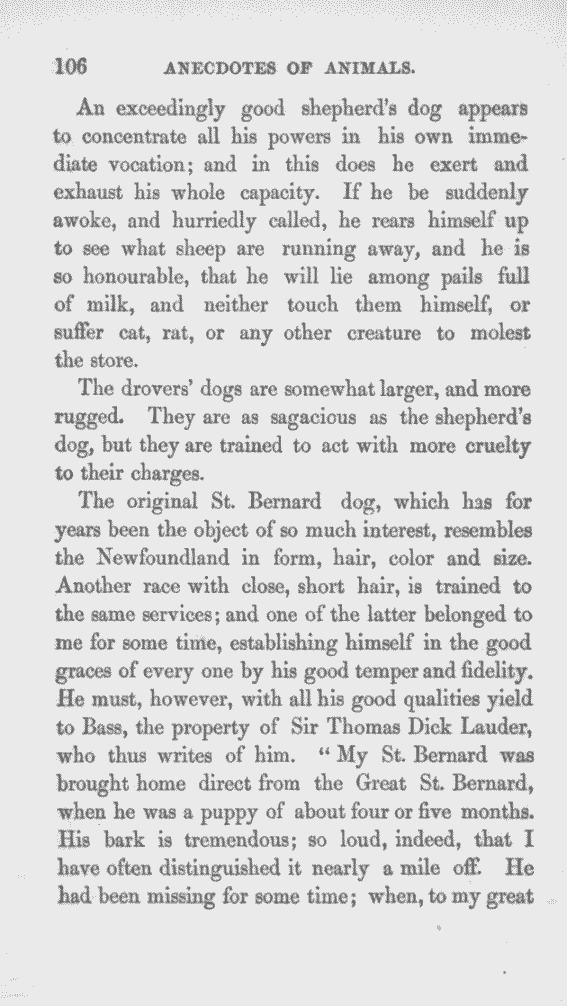 106 ANECDOTES OF ANIMALS.
An exceedingly good shepherd's dog appears
to concentrate all his powers in his own imme-
diate vocation; and in this does he exert and
exhaust his whole capacity. If he be suddenly
awoke, and hurriedly called, he rears himself up
to see what sheep are running away, and he is
so honourable, that he will lie among pails full
of milk, and neither touch them himself, or
suffer cat, rat, or any other creature to molest
the store.
The drovers' dogs are somewhat larger, and more
rugged. They are as sagacious as the shepherd's
dog, but they are trained to act with more cruelty
to their charges.
The original St. Bernard dog, which has for
years been the object of so much interest, resembles
the Newfoundland in form, hair, color and size.
Another race with close, short hair, is trained to
the same services; and one of the latter belonged to
me for some time, establishing himself in the good
graces of every one by his good temper and fidelity.
He must, however, with all his good qualities yield
to Bass, the property of Sir Thomas Dick Lauder,
who thus writes of him. "My St. Bernard was
brought home direct from the Great St. Bernard,
when he was a puppy of about four or five months.
His bark is tremendous; so loud, indeed, that I
have often distinguished it nearly a mile off. He
had been missing for some time; when, to my great